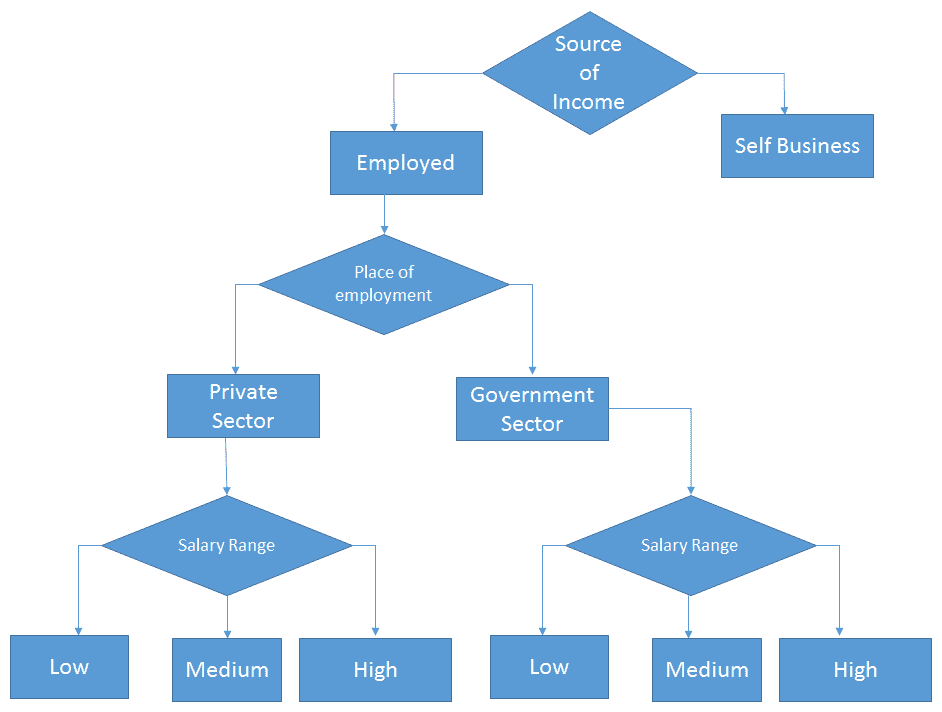 Source
of
Income
Self Business
Employed
Place of
employment
Private
Sector
Government
Sector
Salary Range
Salary Range
Low
Medium
High
Low
Medium
High